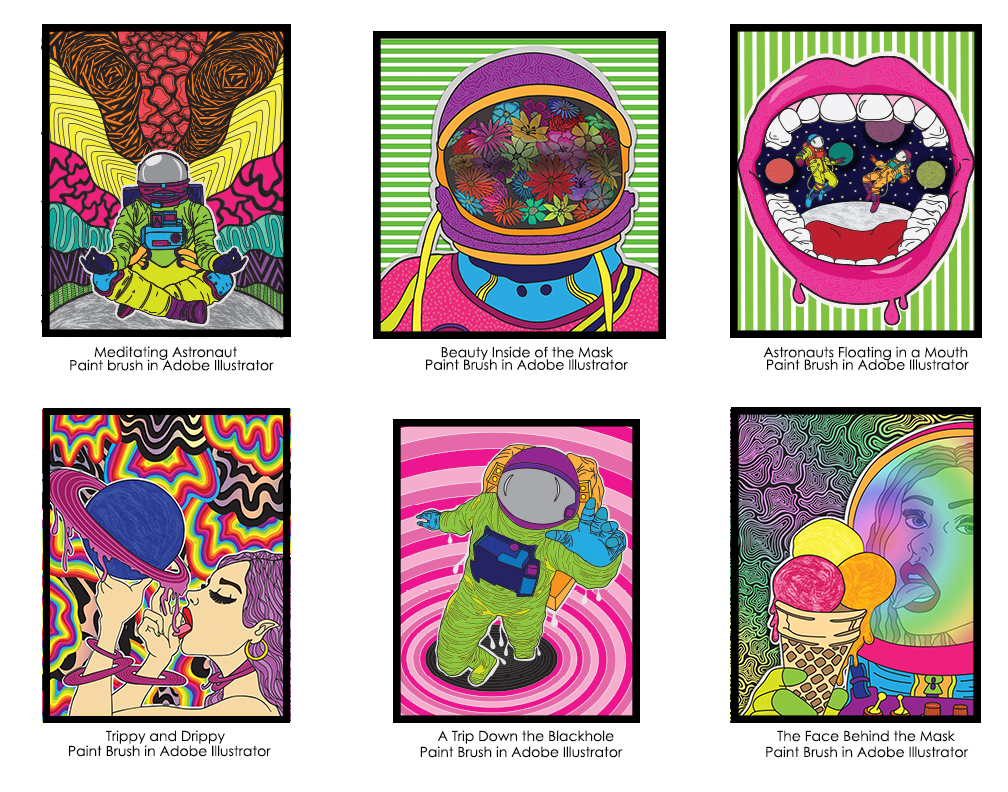 Meditating Astronaut
Paint brush in Adobe Illustrator
Beauty Inside of the Mask
Paint Brush in Adobe Illustrator
Astronauts Floating in a Mouth
Paint Brush in Adobe Illustrator
Trippy and Drippy
Paint Brush in Adobe Illustrator
A Trip Down the Blackhole
Paint Brush in Adobe Illustrator
The Face Behind the Mask
Paint Brush in Adobe Illustrator